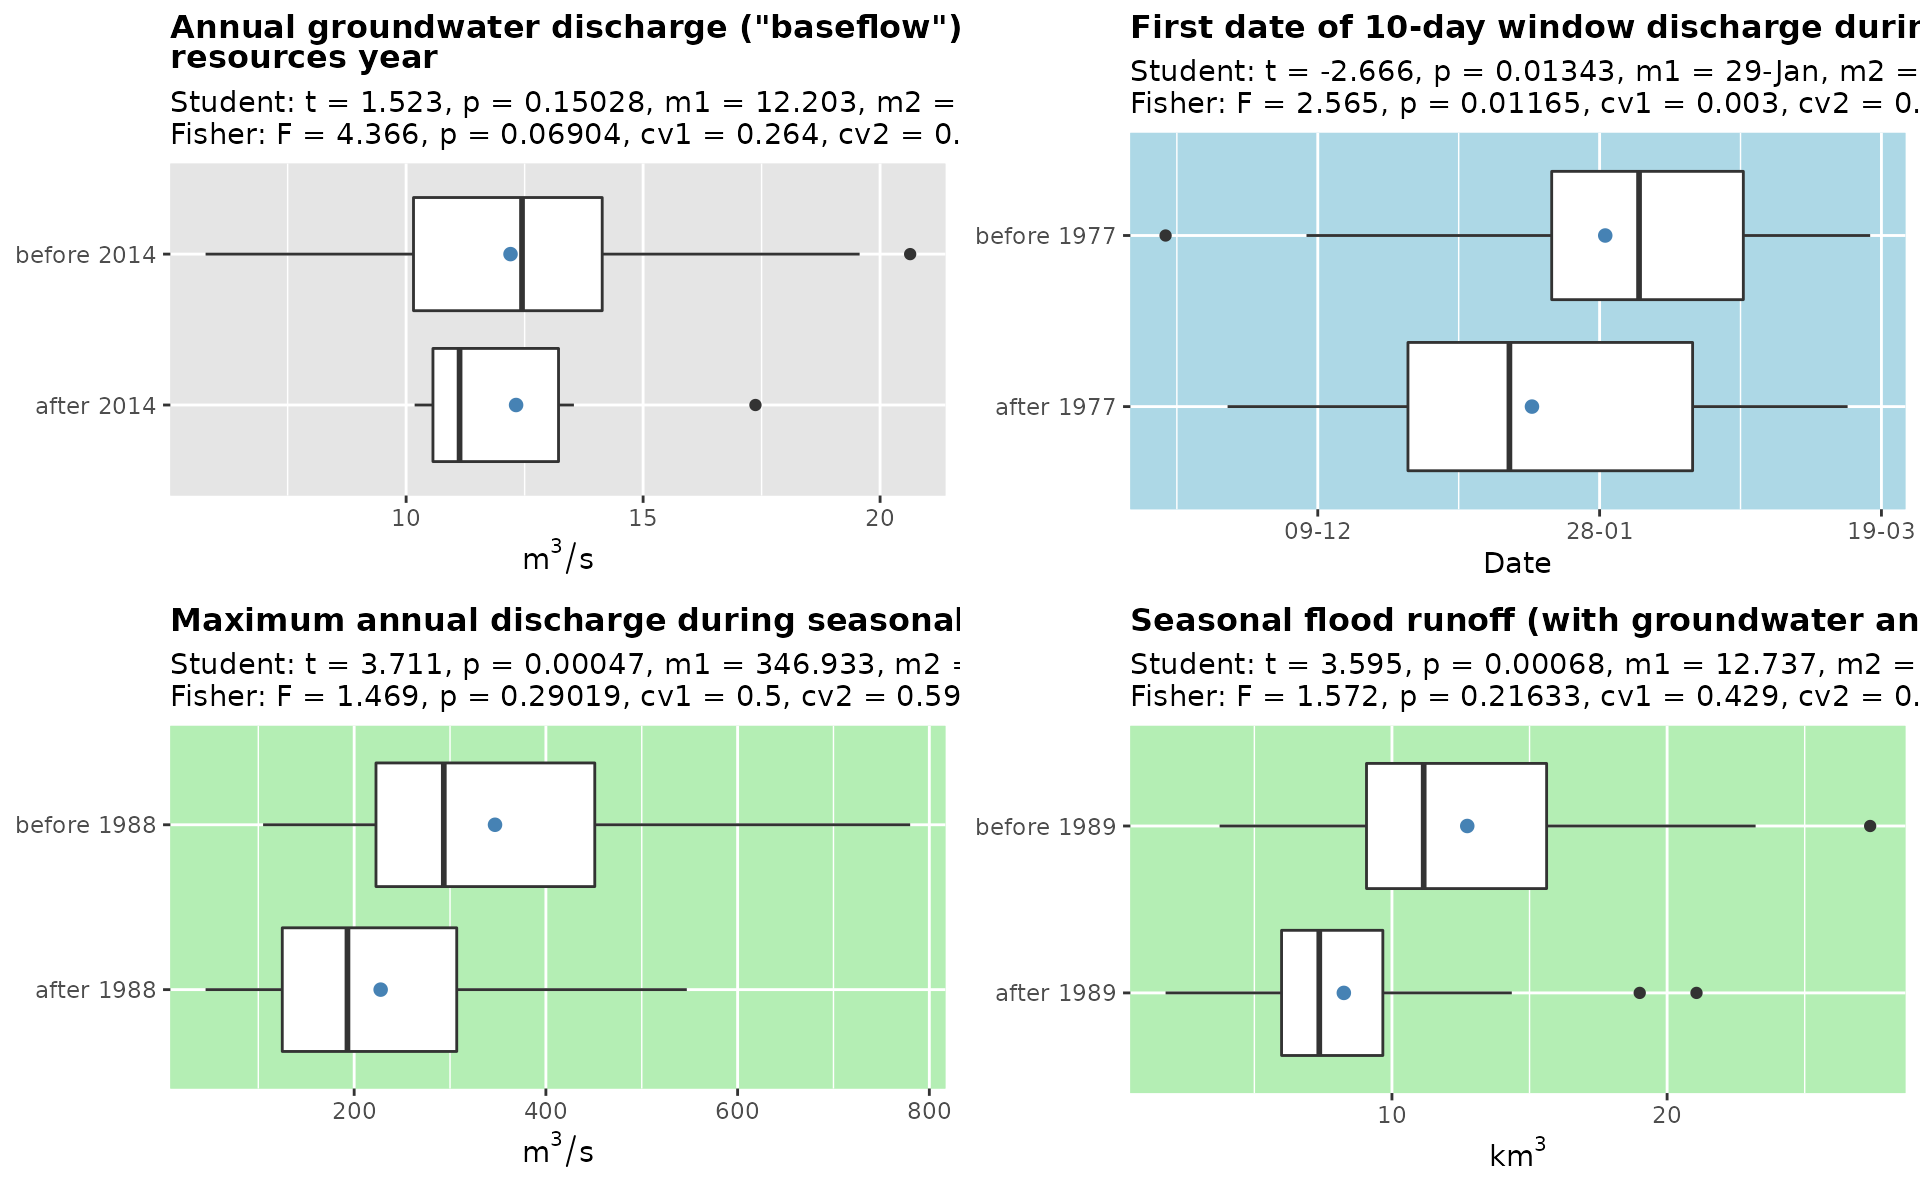 Annual groundwater discharge ("baseflow")
resources year
Student: t = 1.523, p = 0.15028, m1 = 12.203, m2 =
Fisher: F = 4.366, p = 0.06904, cv1 = 0.264, cv2 = 0.
before 2014
after 2014
10 15 20
m³/s
First date of 10-day window discharge durin
Student: t = -2.666, p = 0.01343, m1 = 29-Jan, m2 =
Fisher: F = 2.565, p = 0.01165, cv1 = 0.003, cv2 = 0.
before 1977
after 1977
09-12 28-01 19-03
Date
Maximum annual discharge during seasonal
Student: t = 3.711, p = 0.00047, m1 = 346.933, m2 =
Fisher: F = 1.469, p = 0.29019, cv1 = 0.5, cv2 = 0.59
before 1988
after 1988
200 400 600 800
m³/s
Seasonal flood runoff (with groundwater an
Student: t = 3.595, p = 0.00068, m1 = 12.737, m2 =
Fisher: F = 1.572, p = 0.21633, cv1 = 0.429, cv2 = 0.
before 1989
after 1989
10 20
km³